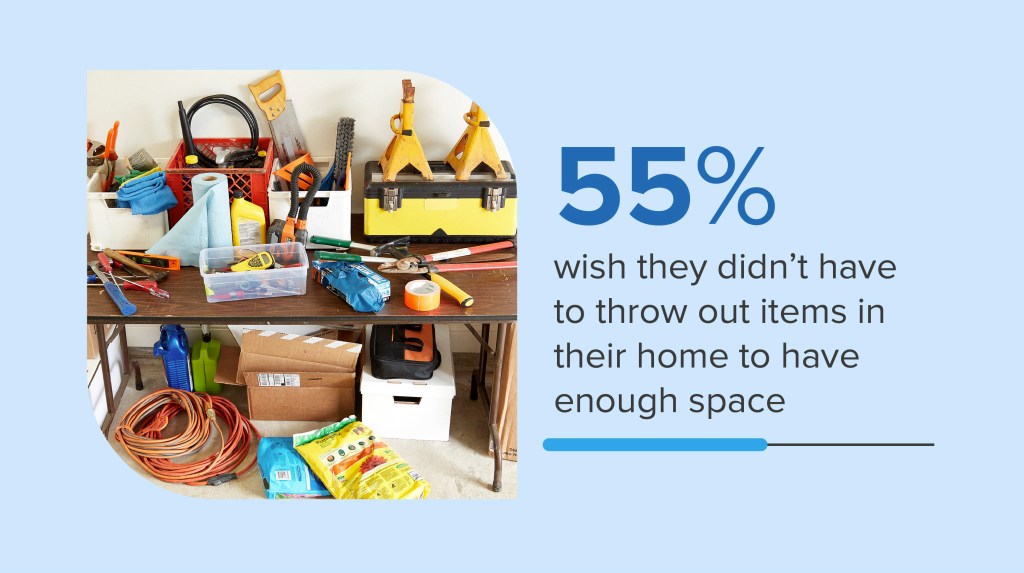 55%
wish they didn’t have
to throw out items in
their home to have
enough space